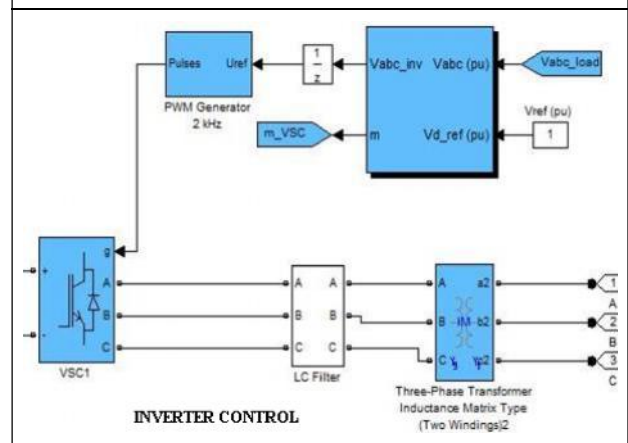 Pulses Uref
PWM Generator
2 kHz
1
z
Vabc_inv Vabc (pu)
m Vd_ref (pu)
Vabc_load
Vref (pu)
1
m_VSC
g
+
A
B
-
C
VSC1
A A
B B
C C
LC Filter
A a2
B b2
C
Three-Phase Transformer
Inductance Matrix Type
(Two Windings)2
1
A
2
B
3
C
INVERTER CONTROL